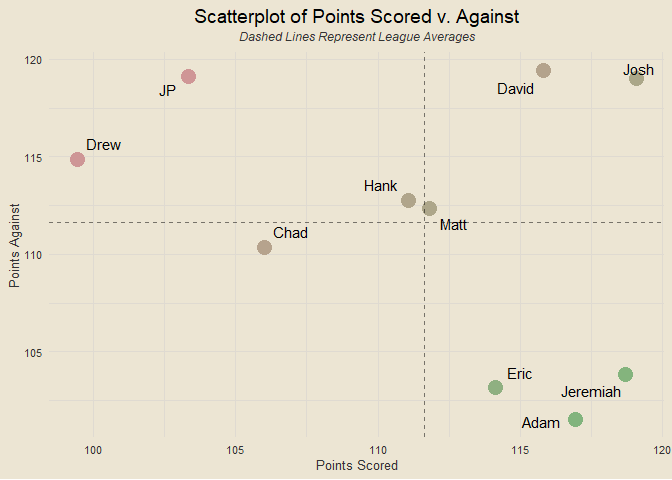 Scatterplot of Points Scored v. Against
Dashed Lines Represent League Averages
120
Josh
David
JP
Drew
115
Hank
Matt
Chad
110
105
Eric
Jeremiah
Adam
Points Against
100
105
110
115
120
Points Scored